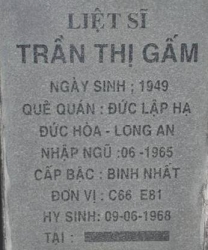 LIỆT SĨ
TRẦN THỊ GẤM
NGÀY SINH : 1949
QUÊ QUÁN : ĐỨC LẬP HẠ
ĐỨC HÒA - LONG AN
NHẬP NGŨ :06 -1965
CẤP BẬC : BINH NHẤT
ĐƠN VỊ : C66 E81
HY SINH: 09-06-1968
TẠI :